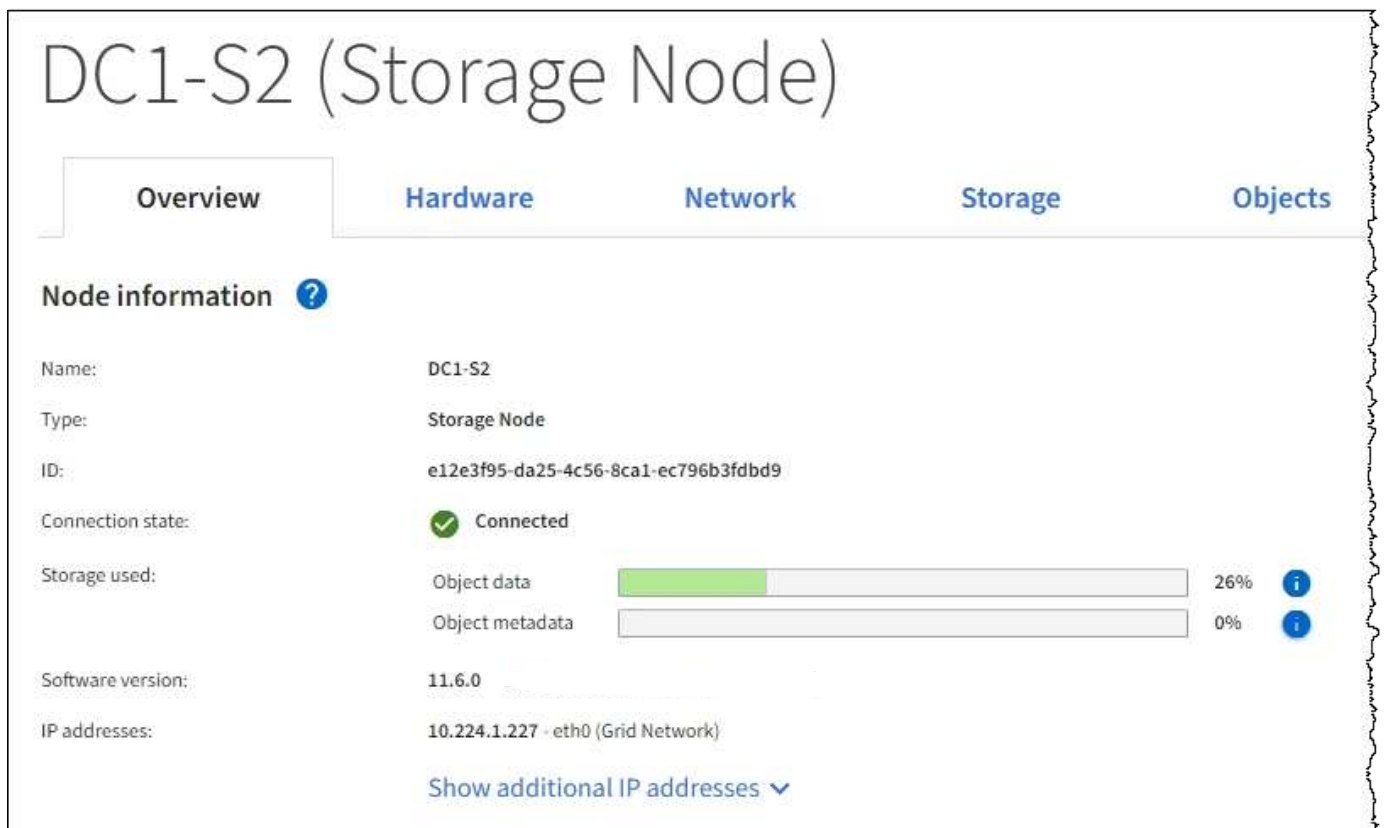 DC1-S2 (Storage Node)
Overview Hardware Network Storage Objects
Node information ?
Name: DC1-S2
Type: Storage Node
ID: e12e3f95-da25-4c56-8ca1-ec796b3fdbd9
Connection state: Connected
Storage used: Object data 26% i
Object metadata 0% i
Software version: 11.6.0
IP addresses: 10.224.1.227 - eth0 (Grid Network)
Show additional IP addresses